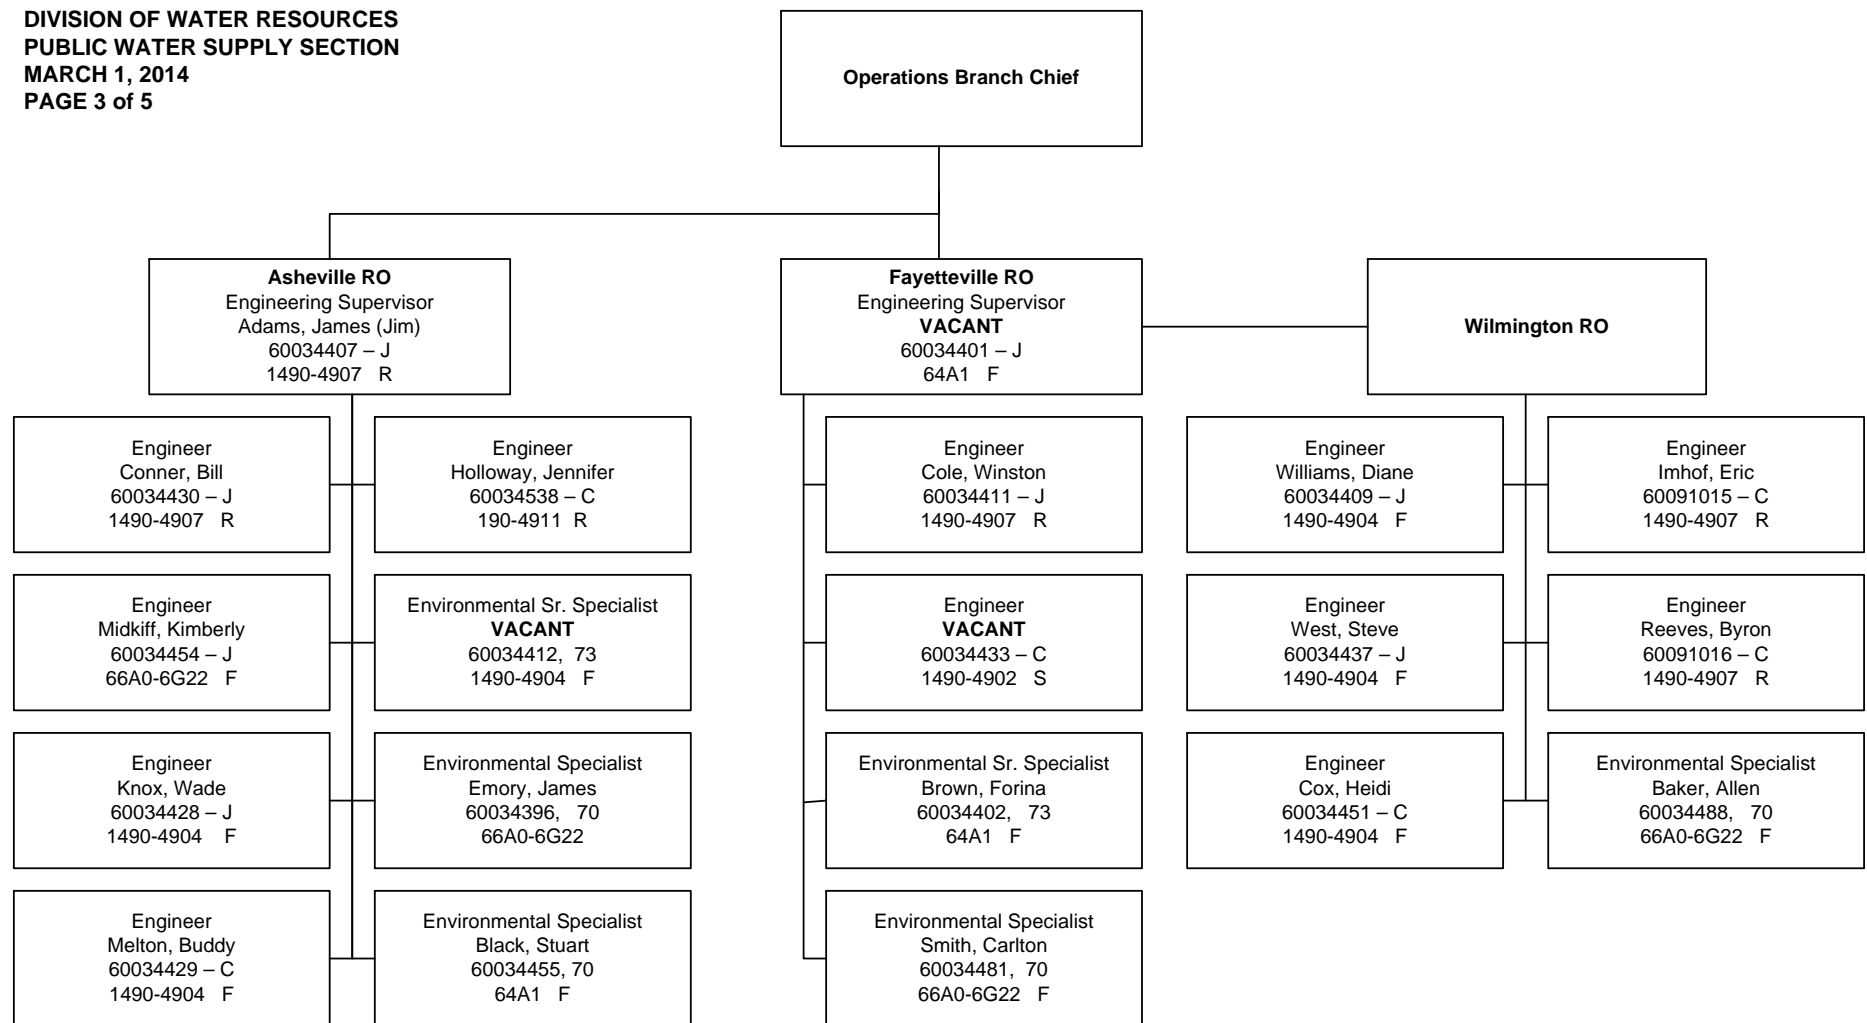 DIVISION OF WATER RESOURCES
PUBLIC WATER SUPPLY SECTION
MARCH 1, 2014
PAGE 3 of 5
Operations Branch Chief
Asheville RO
Engineering Supervisor
Adams, James (Jim)
60034407 – J
1490-4907 R
Fayetteville RO
Engineering Supervisor
VACANT
60034401 – J
64A1 F
Wilmington RO
Engineer
Conner, Bill
60034430 – J
1490-4907 R
Engineer
Holloway, Jennifer
60034538 – C
190-4911 R
Engineer
Cole, Winston
60034411 – J
1490-4907 R
Engineer
Williams, Diane
60034409 – J
1490-4904 F
Engineer
Imhof, Eric
60091015 – C
1490-4907 R
Engineer
Midkiff, Kimberly
60034454 – J
66A0-6G22 F
Environmental Sr. Specialist
VACANT
60034412, 73
1490-4904 F
Engineer
VACANT
60034433 – C
1490-4902 S
Engineer
West, Steve
60034437 – J
1490-4904 F
Engineer
Reeves, Byron
60091016 – C
1490-4907 R
Engineer
Knox, Wade
60034428 – J
1490-4904 F
Environmental Specialist
Emory, James
60034396, 70
66A0-6G22
Environmental Sr. Specialist
Brown, Forina
60034402, 73
64A1 F
Engineer
Cox, Heidi
60034451 – C
1490-4904 F
Environmental Specialist
Baker, Allen
60034488, 70
66A0-6G22 F
Engineer
Melton, Buddy
60034429 – C
1490-4904 F
Environmental Specialist
Black, Stuart
60034455, 70
64A1 F
Environmental Specialist
Smith, Carlton
60034481, 70
66A0-6G22 F